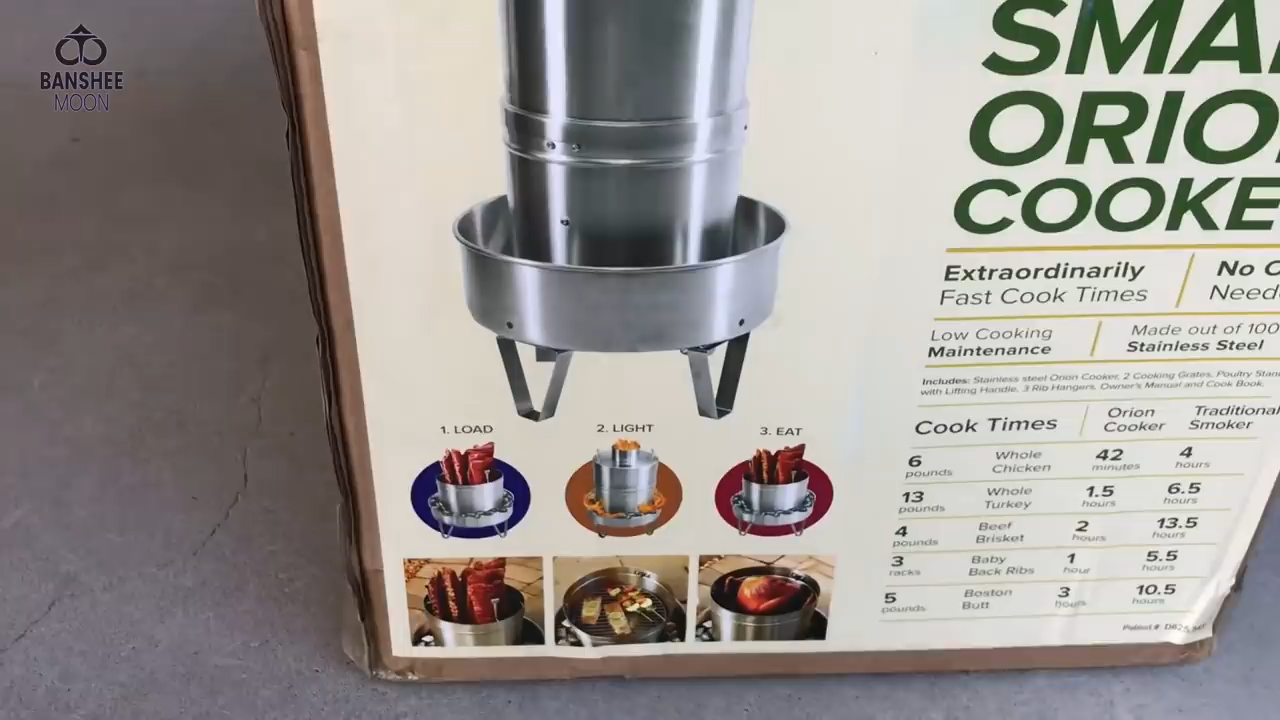 BANSHEE
MOON
SMA
ORIO
COOKE
Extraordinarily
Fast Cook Times
No
Need
Low Cooking
Maintenance
Made out of 100
Stainless Steel
Includes: Stainless steel Orion Cooker, 2 Cooking Grates, Poultry Stan
with Lifting Handle, 3 Rib Hangers, Owner's Manual and Cook Book.
Cook Times Orion Cooker Traditional Smoker
6 pounds Whole Chicken 42 minutes 4 hours
13 pounds Whole Turkey 1.5 hours 6.5 hours
4 pounds Beef Brisket 2 hours 13.5 hours
3 racks Baby Back Ribs 1 hour 5.5 hours
5 pounds Boston Butt 3 hours 10.5 hours
Patent #
1. LOAD
2. LIGHT
3. EAT